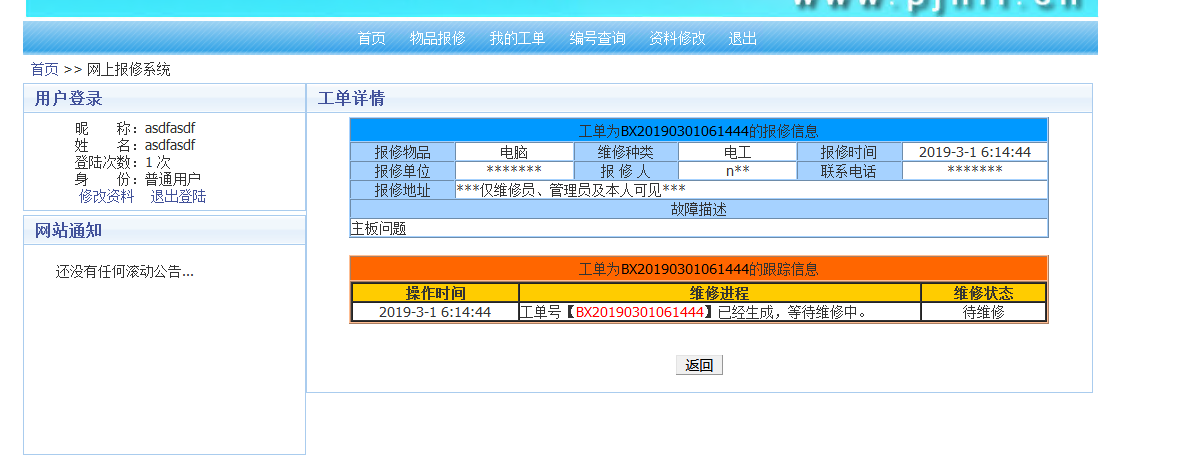 首页 物品报修 我的工单 编号查询 资料修改 退出
首页 >> 网上报修系统
用户登录
昵 称：asdfasdf
姓 名：asdfasdf
登陆次数：1 次
身 份：普通用户
修改资料 退出登陆
网站通知
还没有任何滚动公告...
工单详情
工单为BX20190301061444的报修信息
报修物品 电脑 维修种类 电工 报修时间 2019-3-1 6:14:44
报修单位 ******* 报 修 人 n** 联系电话 *******
报修地址 ***仅维修员、管理员及本人可见***
故障描述
主板问题
工单为BX20190301061444的跟踪信息
操作时间 维修进程 维修状态
2019-3-1 6:14:44 工单号【BX20190301061444】已经生成，等待维修中。 待维修
返回